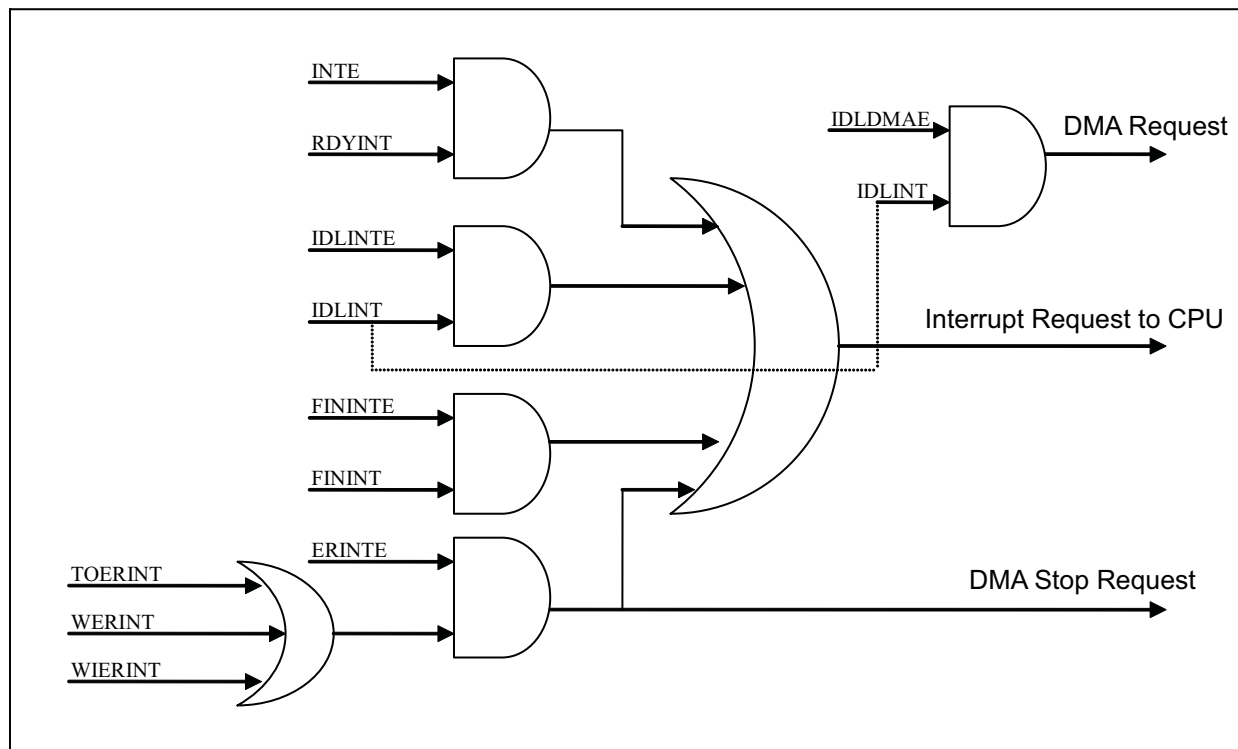 INTE
RDYINT
IDLDMAE
DMA Request
IDLINT
IDLINTE
IDLINT
Interrupt Request to CPU
FININTE
FININT
ERINTE
DMA Stop Request
TOERINT
WERINT
WIERINT